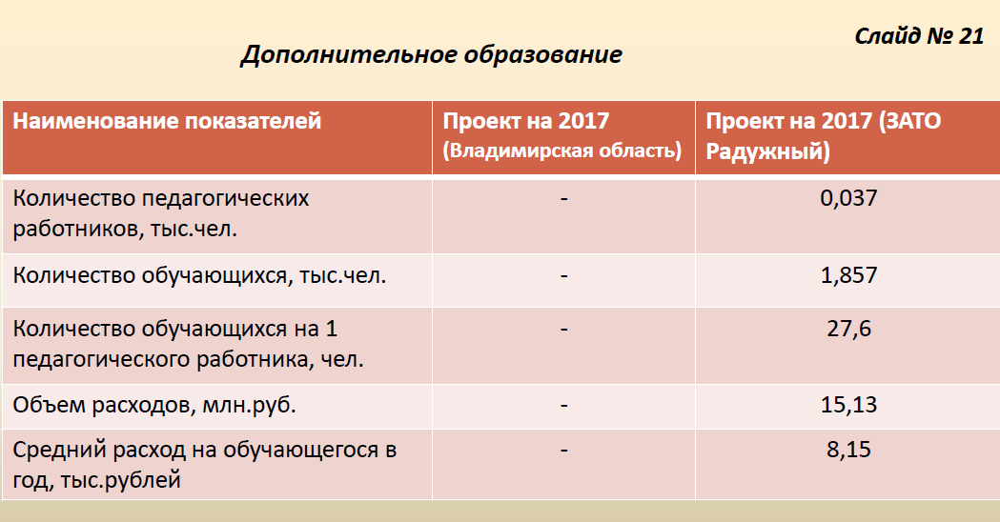 Слайд № 21
Дополнительное образование
Наименование показателей
Проект на 2017
(Владимирская область)
Проект на 2017 (ЗАТО
Радужный)
Количество педагогических
работников, тыс.чел.
-
0,037
Количество обучающихся, тыс.чел.
-
1,857
Количество обучающихся на 1
педагогического работника, чел.
-
27,6
Объем расходов, млн.руб.
-
15,13
Средний расход на обучающегося в
год, тыс.рублей
-
8,15